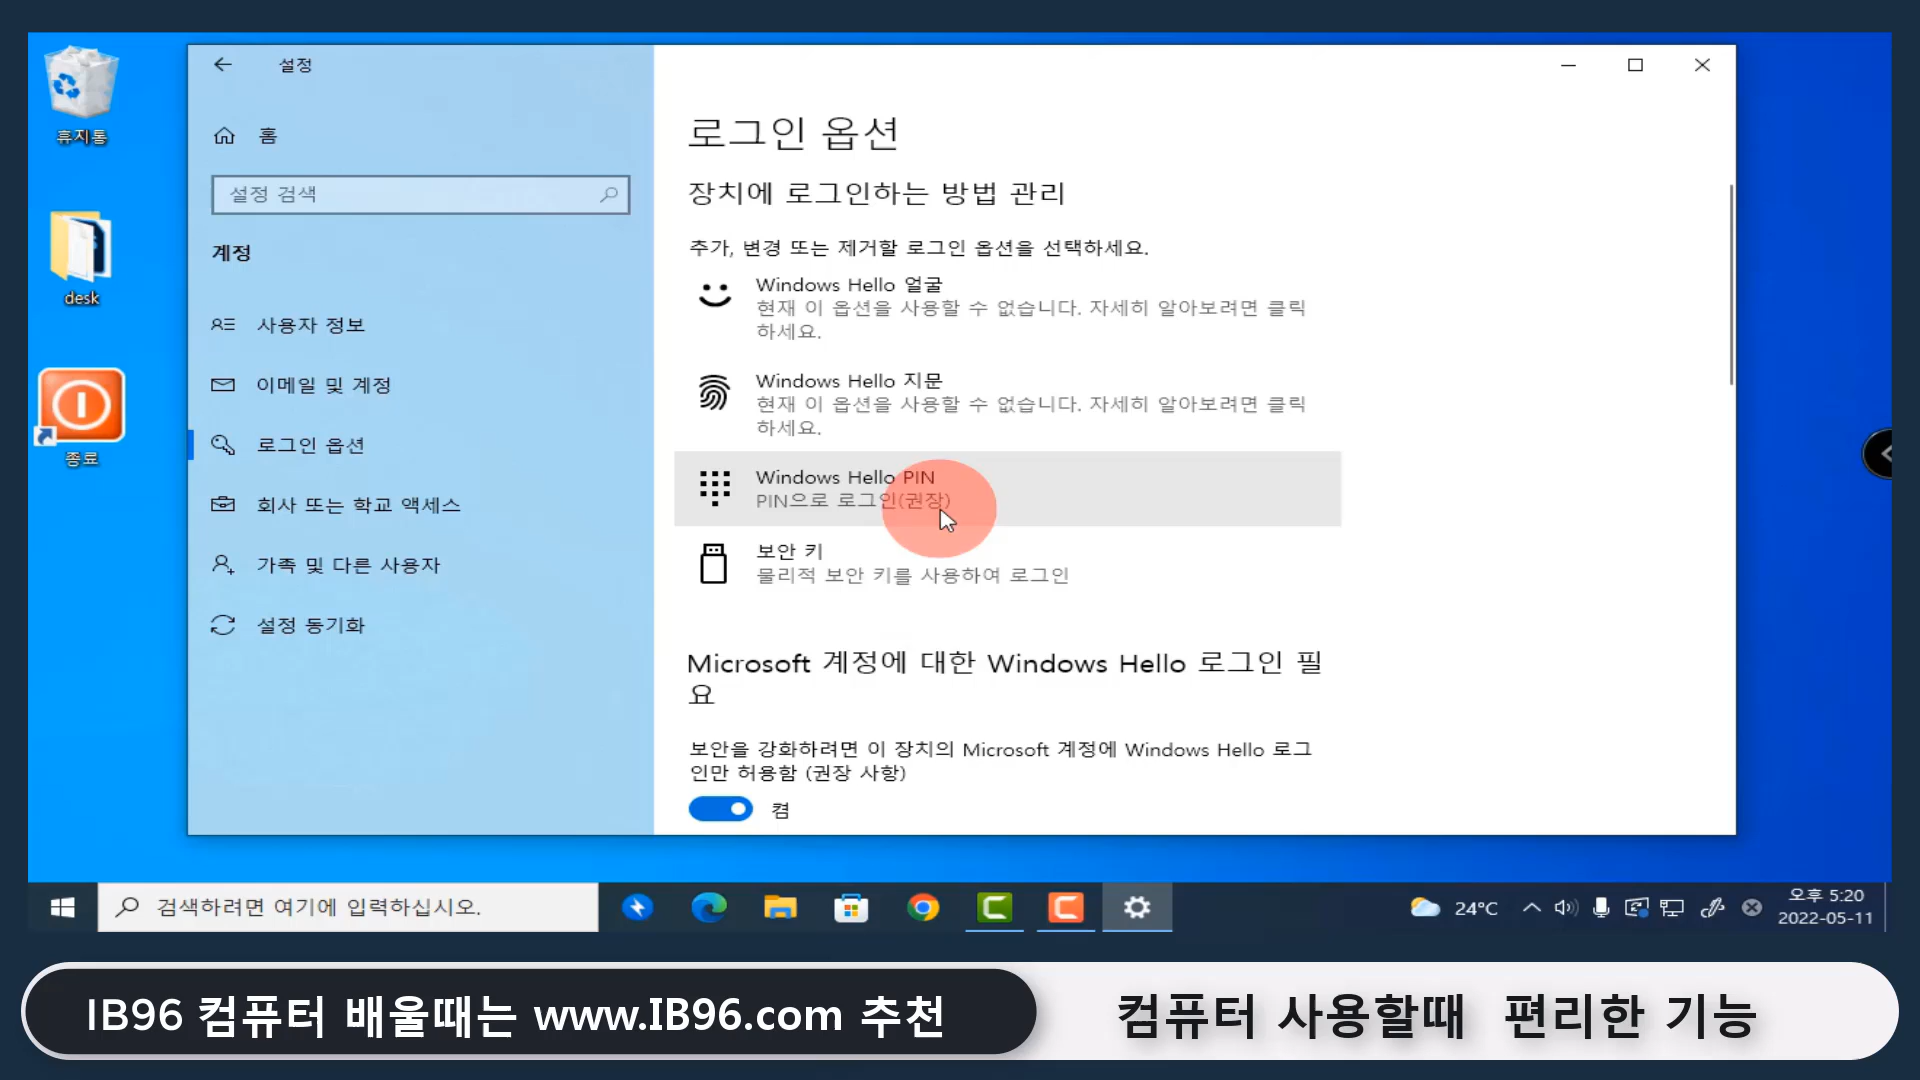 휴지통
desk
종료
설정
홈
설정 검색
계정
사용자 정보
이메일 및 계정
로그인 옵션
회사 또는 학교 액세스
가족 및 다른 사용자
설정 동기화
로그인 옵션
장치에 로그인하는 방법 관리
추가, 변경 또는 제거할 로그인 옵션을 선택하세요.
Windows Hello 얼굴
현재 이 옵션을 사용할 수 없습니다. 자세히 알아보려면 클릭
하세요.
Windows Hello 지문
현재 이 옵션을 사용할 수 없습니다. 자세히 알아보려면 클릭
하세요.
Windows Hello PIN
PIN으로 로그인(권장)
보안 키
물리적 보안 키를 사용하여 로그인
Microsoft 계정에 대한 Windows Hello 로그인 필
요
보안을 강화하려면 이 장치의 Microsoft 계정에 Windows Hello 로그
인만 허용함 (권장 사항)
켬
검색하려면 여기에 입력하십시오.
24°C
오후 5:20
2022-05-11
IB96 컴퓨터 배울때는 www.IB96.com 추천
컴퓨터 사용할때 편리한 기능